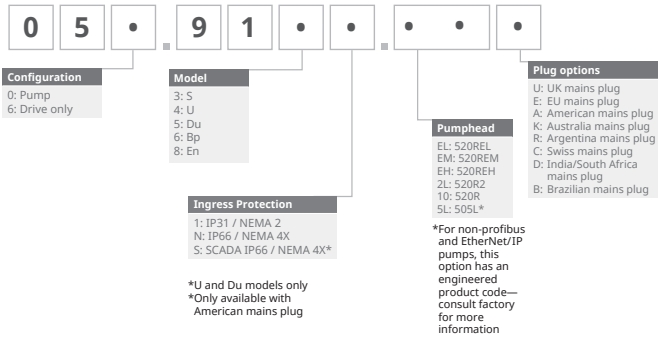 0 5 • . 9 1 • • . • • •
Configuration
0: Pump
6: Drive only
Model
3: S
4: U
5: Du
6: Bp
8: En
Ingress Protection
1: IP31 / NEMA 2
N: IP66 / NEMA 4X
S: SCADA IP66 / NEMA 4X*
*U and Du models only
*Only available with
American mains plug
Pumphead
EL: 520REL
EM: 520REM
EH: 520REH
2L: 520R2
10: 520R
5L: 505L*
*For non-profibus
and EtherNet/IP
pumps, this
option has an
engineered
product code—
consult factory
for more
information
Plug options
U: UK mains plug
E: EU mains plug
A: American mains plug
K: Australia mains plug
R: Argentina mains plug
C: Swiss mains plug
D: India/South Africa
mains plug
B: Brazilian mains plug